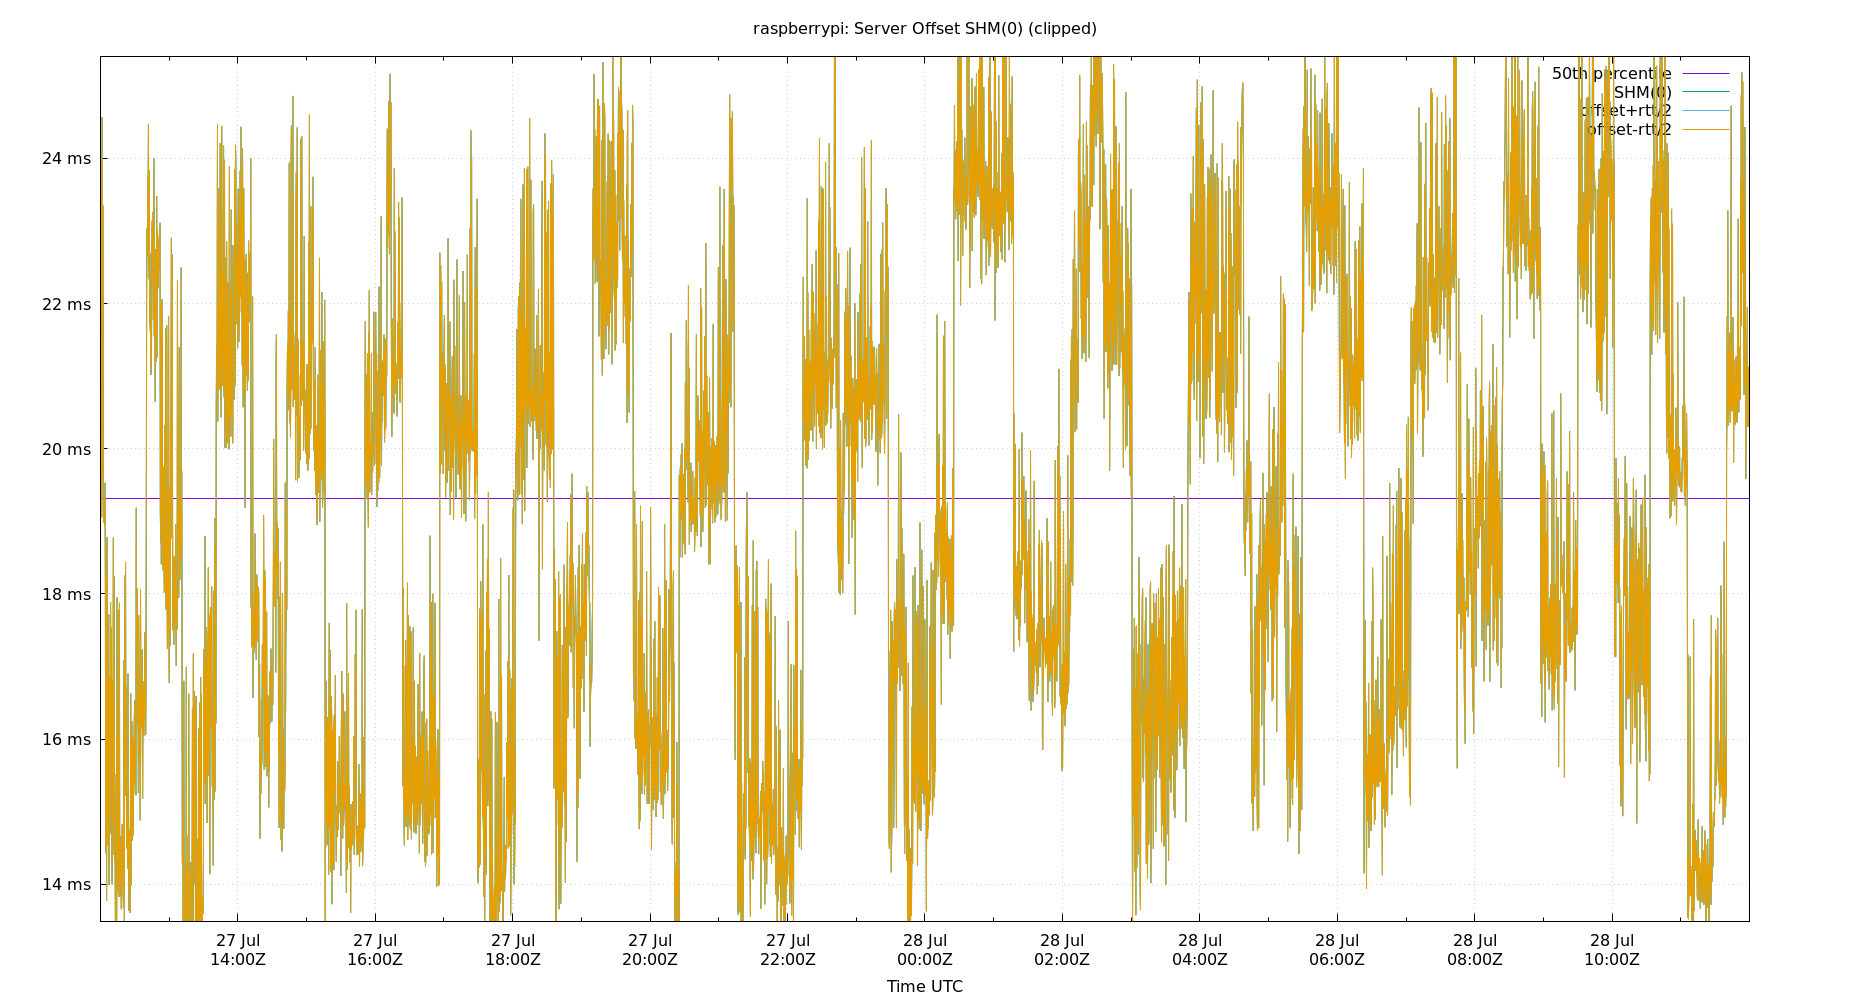 raspberrypi: Server Offset SHM(0) (clipped)
50th percentile
SHM(0)
offset+rtt/2
offset-rtt/2
24 ms
22 ms
20 ms
18 ms
16 ms
14 ms
27 Jul 27 Jul 27 Jul 27 Jul 27 Jul 28 Jul 28 Jul 28 Jul 28 Jul 28 Jul 28 Jul
14:00Z 16:00Z 18:00Z 20:00Z 22:00Z 00:00Z 02:00Z 04:00Z 06:00Z 08:00Z 10:00Z
Time UTC